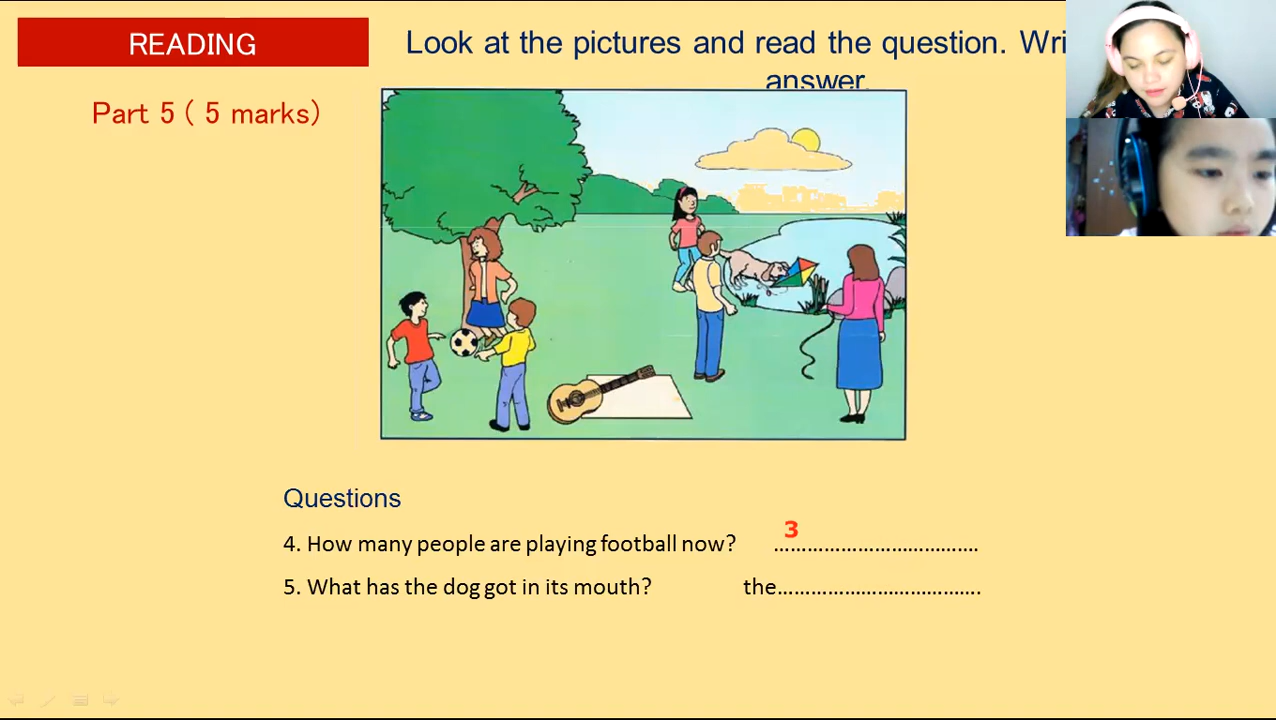 READING
Look at the pictures and read the question. Wri
answer.
Part 5 ( 5 marks)
Questions
4. How many people are playing football now? 3 ……………………………….
5. What has the dog got in its mouth? the……………………………….